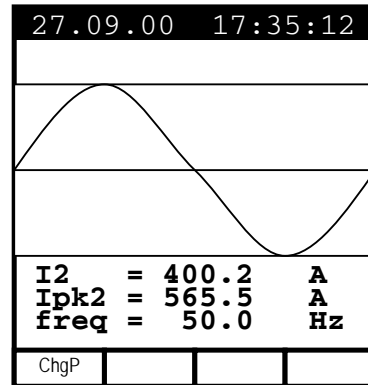 27.09.00 17:35:12
I2 = 400.2 A
Ipk2 = 565.5 A
freq = 50.0 Hz
ChgP